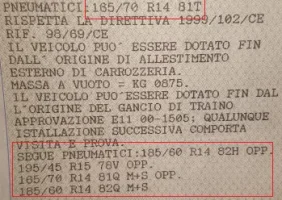 PNEUMATICI:165/70 R14 81T
RISPETTA LA DIRETTIVA 1999/102/CE
RIF. 98/69/CE
IL VEICOLO PUO' ESSERE DOTATO FIN
DALL' ORIGINE DI ALLESTIMENTO
ESTERNO DI CARROZZERIA.
MASSA A VUOTO = KG 0875.
IL VEICOLO PUO'ESSERE DOTATO FIN DAL
L'ORIGINE DEL GANCIO DI TRAINO
APPROVAZIONE E11 00-1505; QUALUNQUE
ISTALLAZIONE SUCCESSIVA COMPORTA
VISITA E PROVA.
SEGUE PNEUMATICI:185/60 R14 82H OPP.
195/45 R15 78V OPP.
165/70 R14 81Q M+S OPP.
185/60 R14 82Q M+S